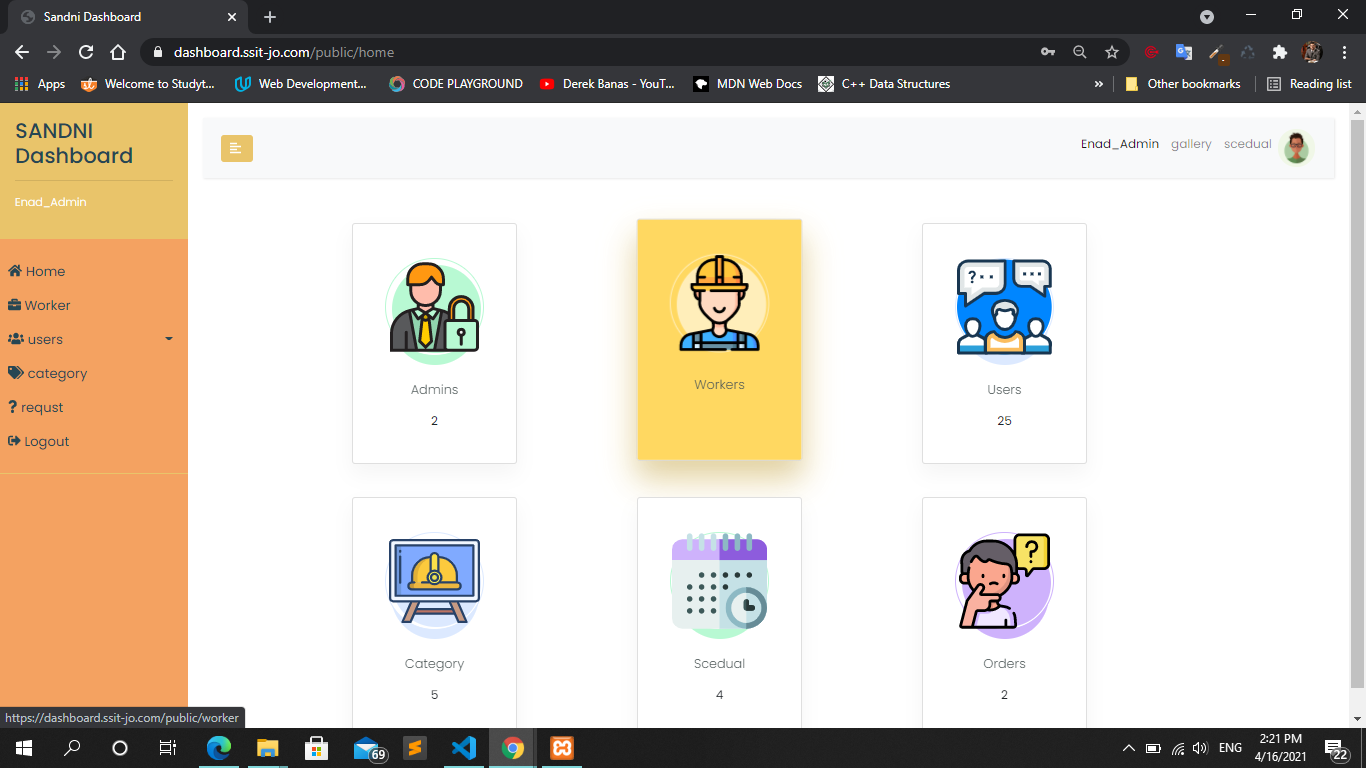 Sandni Dashboard
dashboard.ssit-jo.com/public/home
Apps
Welcome to Studyt...
Web Development...
CODE PLAYGROUND
Derek Banas - YouT...
MDN Web Docs
C++ Data Structures
»
Other bookmarks
Reading list
SANDNI
Dashboard
Enad_Admin
Home
Worker
users
category
? requst
Logout
Enad_Admin gallery scedual
Admins
2
Workers
?
Users
25
Category
5
Scedual
4
?
Orders
2
https://dashboard.ssit-jo.com/public/worker
69
ENG
2:21 PM
4/16/2021
22